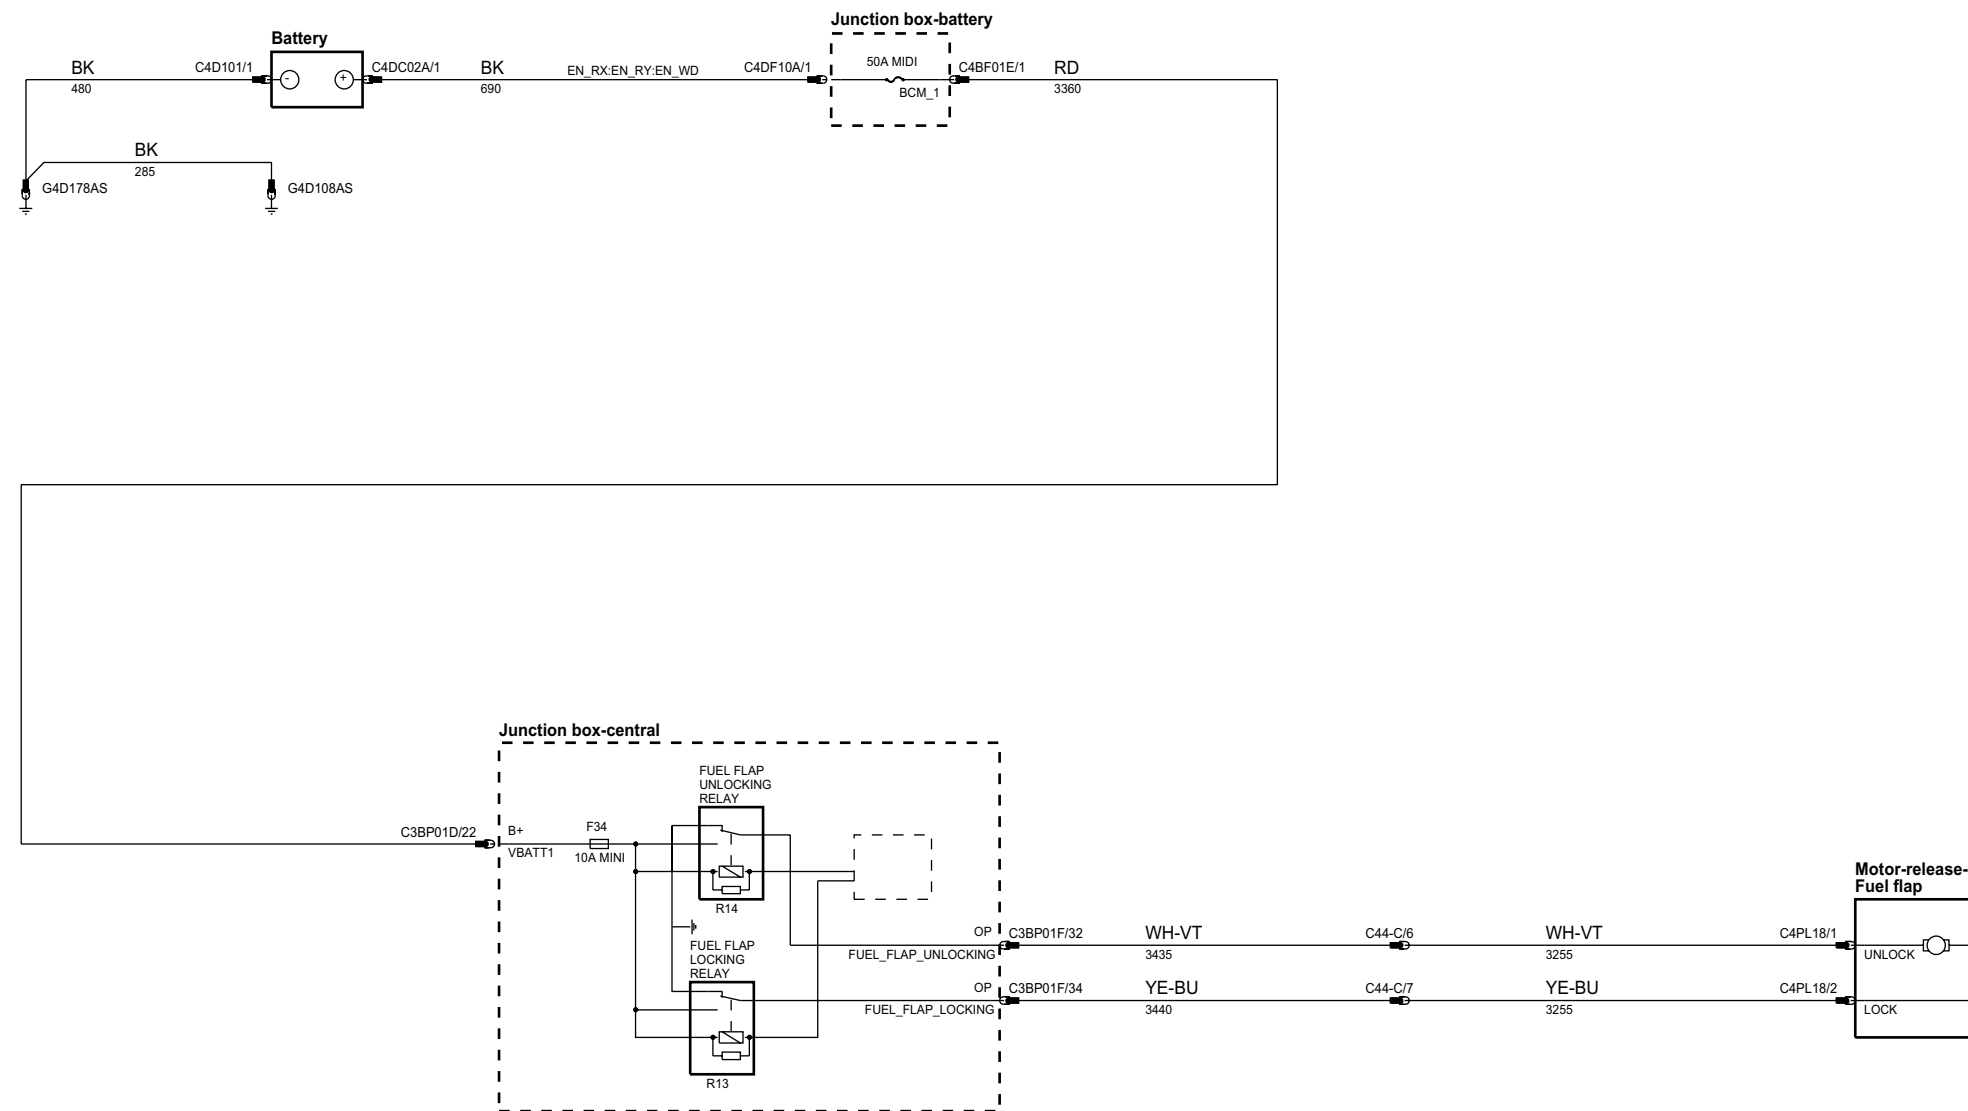 Junction box-battery
Battery
BK
480
C4D101/1
-
+
C4DC02A/1
BK
690
EN_RX:EN_RY:EN_WD
C4DF10A/1
50A MIDI
BCM_1
C4BF01E/1
RD
3360
BK
285
G4D178AS
G4D108AS
Junction box-central
FUEL FLAP
UNLOCKING
RELAY
C3BP01D/22
B+
VBATT1
F34
10A MINI
R14
FUEL FLAP
LOCKING
RELAY
R13
OP
FUEL_FLAP_UNLOCKING
C3BP01F/32
WH-VT
3435
C44-C/6
WH-VT
3255
C4PL18/1
OP
FUEL_FLAP_LOCKING
C3BP01F/34
YE-BU
3440
C44-C/7
YE-BU
3255
C4PL18/2
Motor-release-
Fuel flap
UNLOCK
LOCK